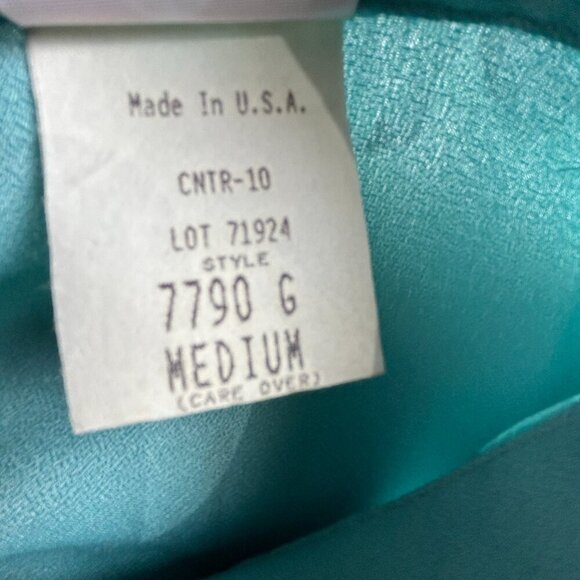 Made In U.S.A.
CNTR-10
LOT 71924
STYLE
7790 G
MEDIUM
(CARE OVER)